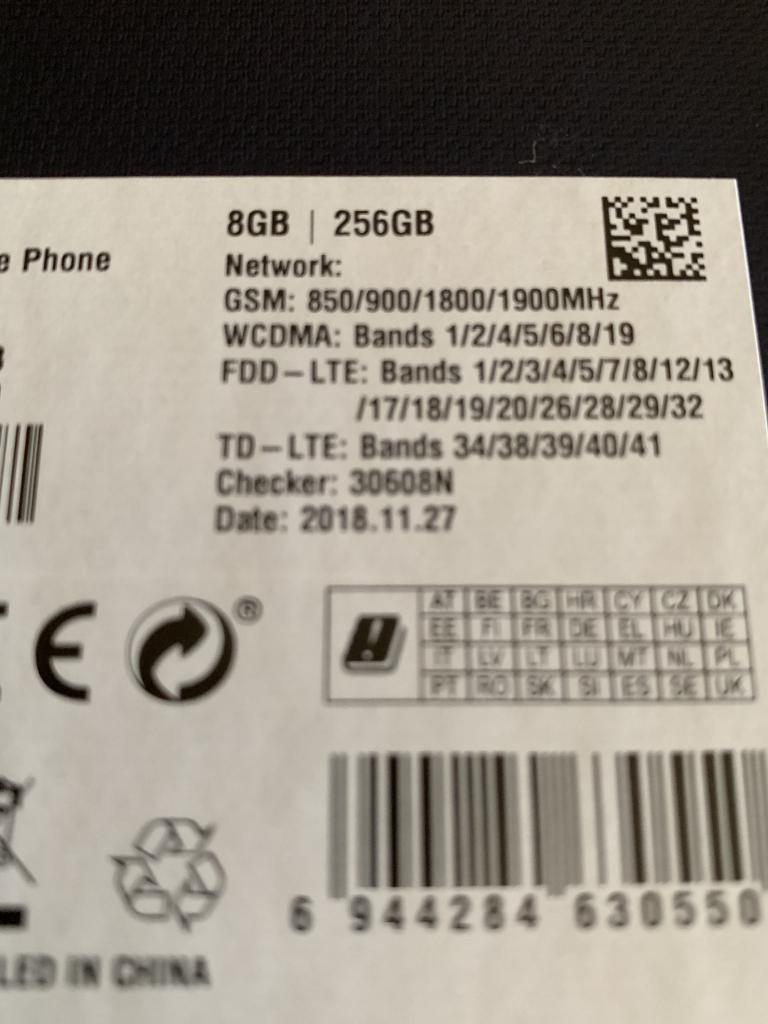 8GB | 256GB
e Phone
Network:
GSM: 850/900/1800/1900MHz
WCDMA: Bands 1/2/4/5/6/8/19
FDD–LTE: Bands 1/2/3/4/5/7/8/12/13
/17/18/19/20/26/28/29/32
TD–LTE: Bands 34/38/39/40/41
Checker: 30608N
Date: 2018.11.27
CE ®
AT BE BG HR CY CZ DK
EE FI FR DE EL HU IE
IT LV LT LU MT NL PL
PT RO SK SI ES SE UK
6 944284 630550
LED IN CHINA